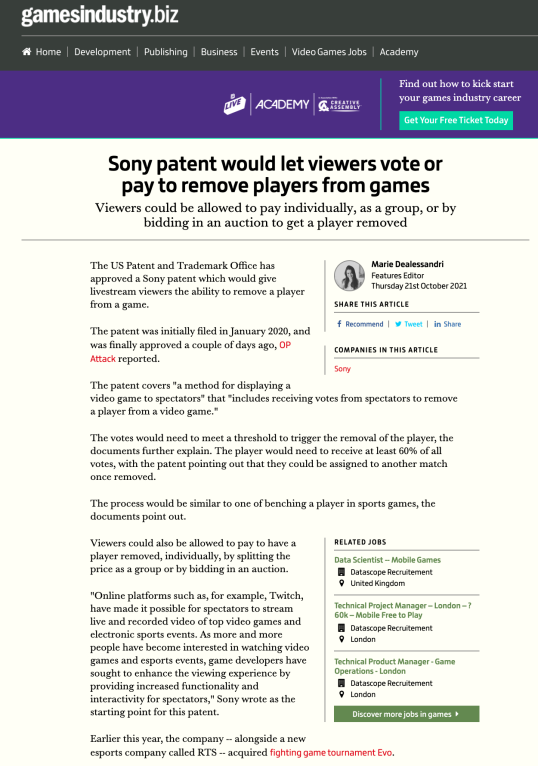 gamesindustry.biz
Home | Development | Publishing | Business | Events | Video Games Jobs | Academy
LIVE | ACADEMY | CREATIVE ASSEMBLY
Find out how to kick start
your games industry career
Get Your Free Ticket Today
Sony patent would let viewers vote or
pay to remove players from games
Viewers could be allowed to pay individually, as a group, or by
bidding in an auction to get a player removed
The US Patent and Trademark Office has
approved a Sony patent which would give
livestream viewers the ability to remove a player
from a game.
The patent was initially filed in January 2020, and
was finally approved a couple of days ago, OP
Attack reported.
Marie Dealessandri
Features Editor
Thursday 21st October 2021
SHARE THIS ARTICLE
Recommend | Tweet | in Share
COMPANIES IN THIS ARTICLE
Sony
The patent covers "a method for displaying a
video game to spectators" that "includes receiving votes from spectators to remove
a player from a video game."
The votes would need to meet a threshold to trigger the removal of the player, the
documents further explain. The player would need to receive at least 60% of all
votes, with the patent pointing out that they could be assigned to another match
once removed.
The process would be similar to one of benching a player in sports games, the
documents point out.
Viewers could also be allowed to pay to have a
player removed, individually, by splitting the
price as a group or by bidding in an auction.
"Online platforms such as, for example, Twitch,
have made it possible for spectators to stream
live and recorded video of top video games and
electronic sports events. As more and more
people have become interested in watching video
games and esports events, game developers have
sought to enhance the viewing experience by
providing increased functionality and
interactivity for spectators," Sony wrote as the
starting point for this patent.
RELATED JOBS
Data Scientist – Mobile Games
Datascope Recruitment
United Kingdom
Technical Project Manager – London – ?
60k – Mobile Free to Play
Datascope Recruitment
London
Technical Product Manager - Game
Operations - London
Datascope Recruitment
London
Discover more jobs in games
Earlier this year, the company -- alongside a new
esports company called RTS -- acquired fighting game tournament Evo.